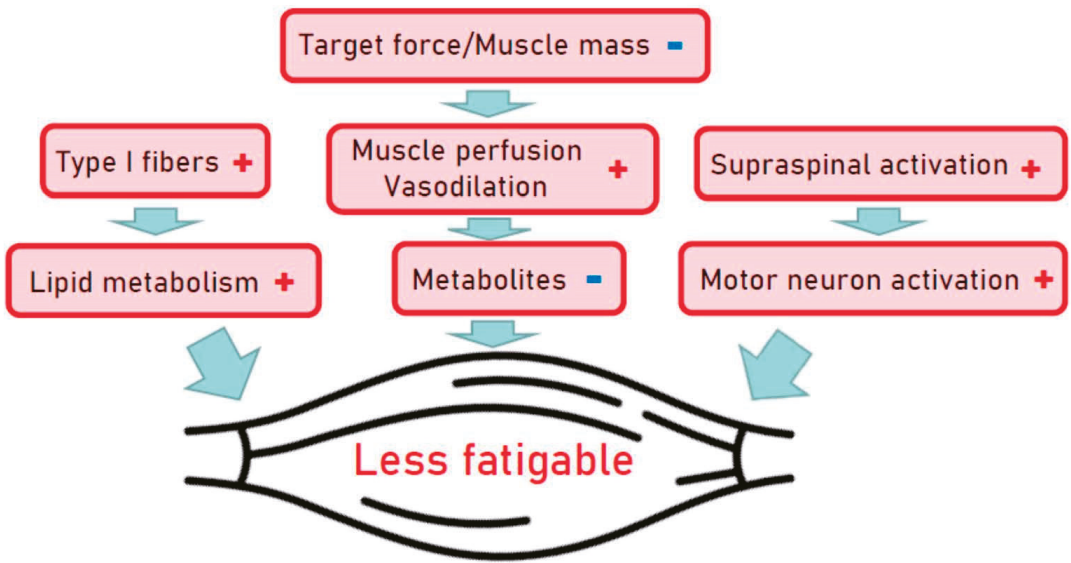 Target force/Muscle mass -
Type I fibers +
Muscle perfusion
Vasodilation +
Supraspinal activation +
Lipid metabolism +
Metabolites -
Motor neuron activation +
Less fatigable